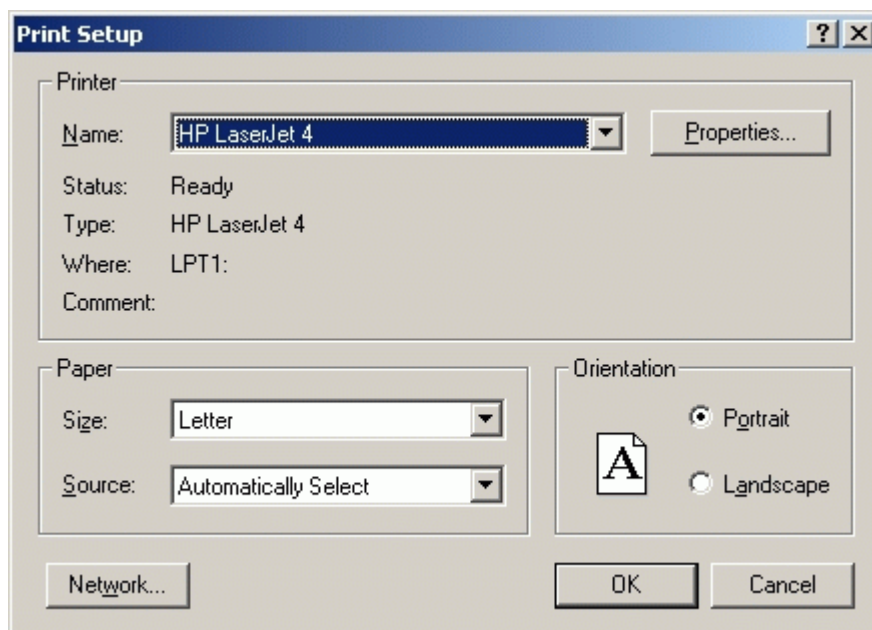 Print Setup
Printer
Name: HP LaserJet 4 Properties...
Status: Ready
Type: HP LaserJet 4
Where: LPT1:
Comment:
Paper
Size: Letter
Source: Automatically Select
Orientation
A
Portrait
Landscape
Network... OK Cancel